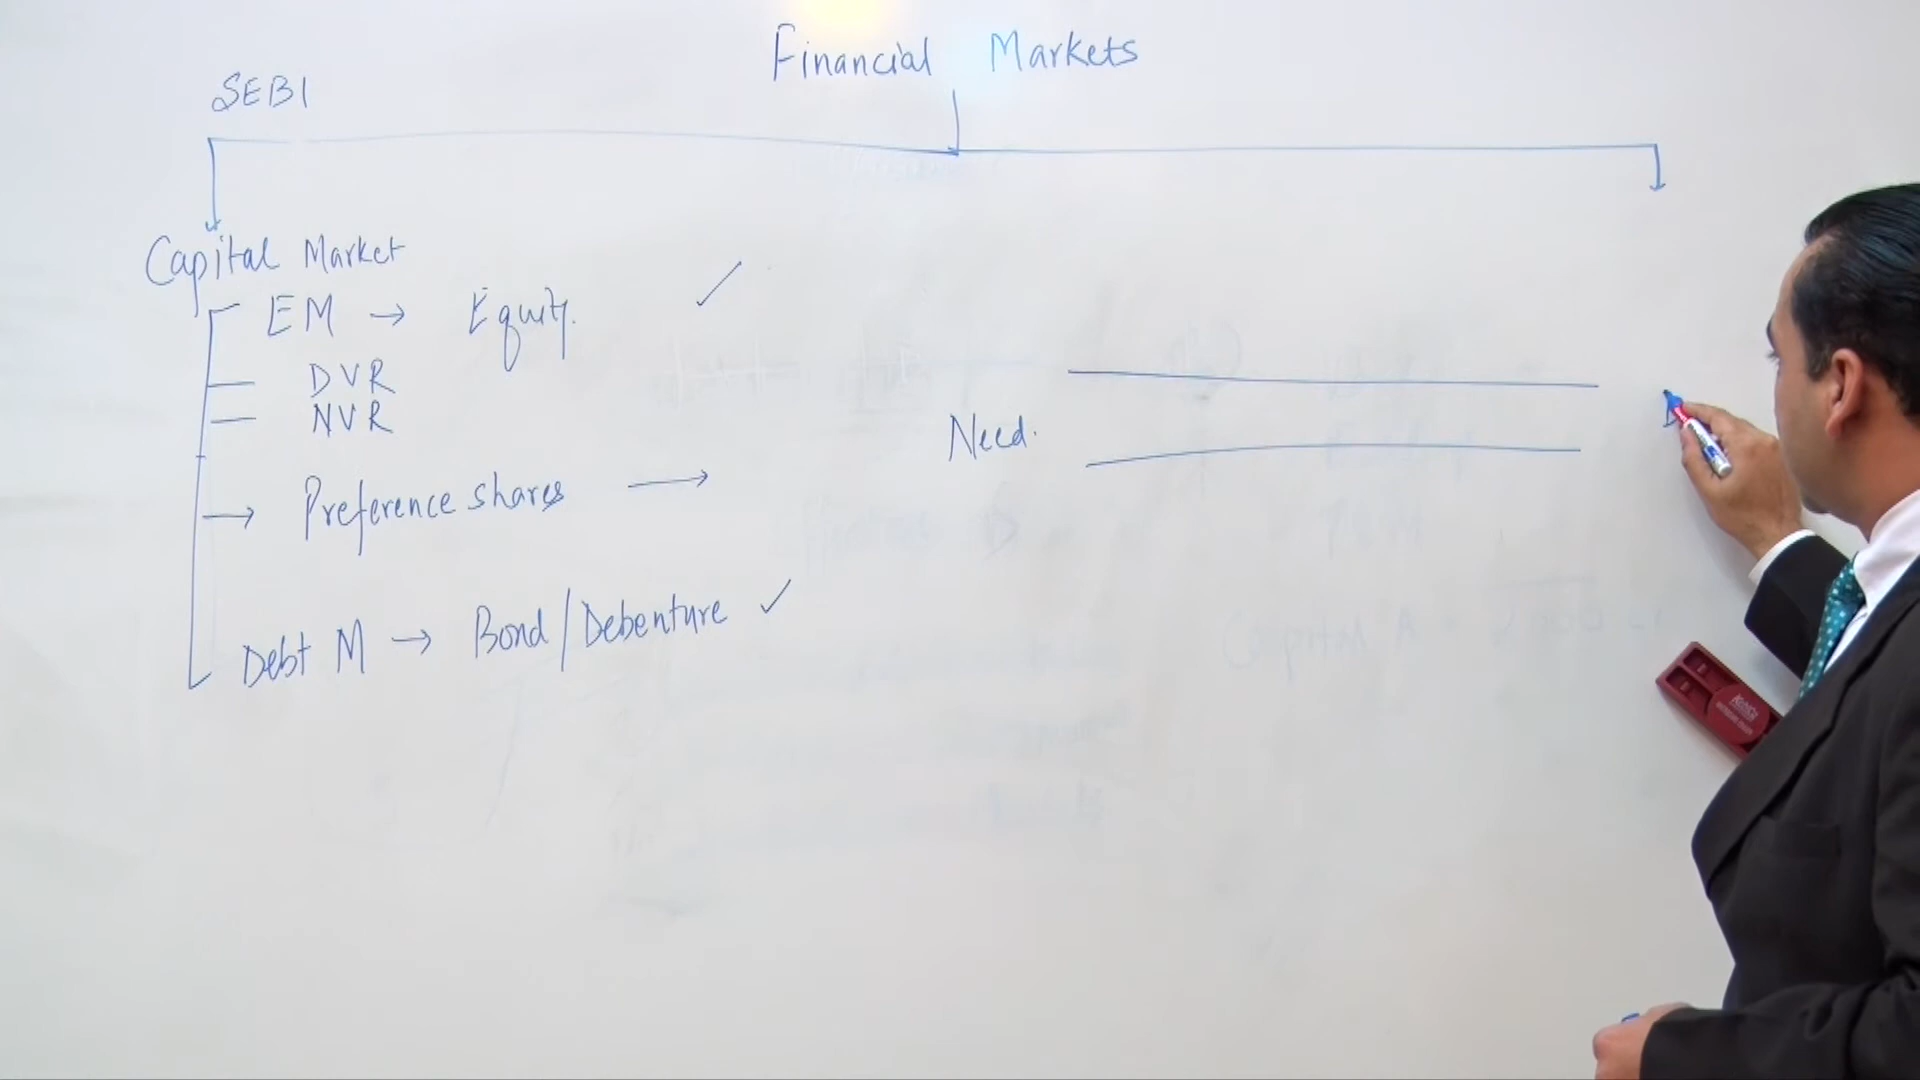 Financial Markets
SEBI
Capital Market
EM → Equity.
DVR
NVR
Need.
→ Preference shares →
Debt M → Bond/Debenture ✓